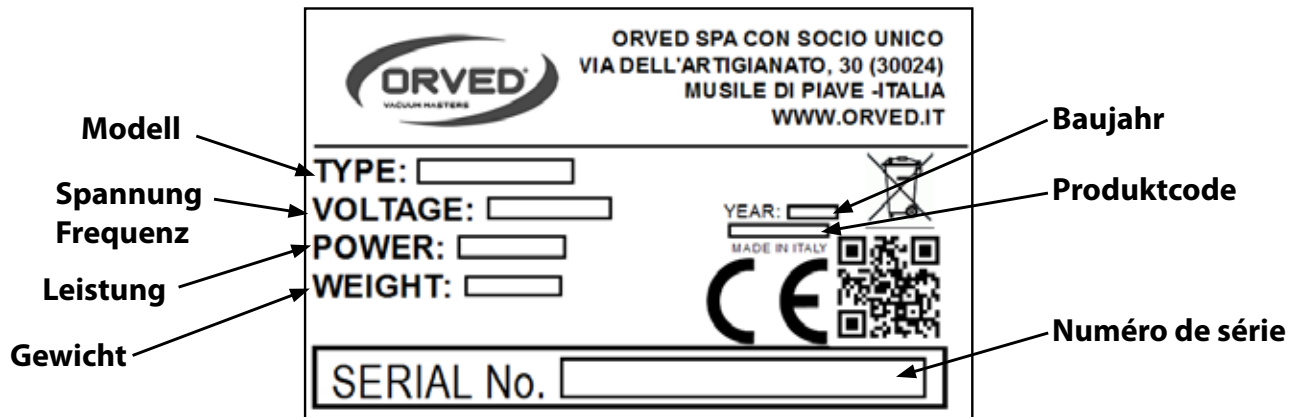 ORVED
VACUUM MASTERS
ORVED SPA CON SOCIO UNICO
VIA DELL'ARTIGIANATO, 30 (30024)
MUSILE DI PIAVE -ITALIA
WWW.ORVED.IT
Modell
Spannung
Frequenz
Leistung
Gewicht
TYPE:
VOLTAGE:
POWER:
WEIGHT:
YEAR:
MADE IN ITALY
CE
SERIAL No.
Baujahr
Produktcode
Numéro de série